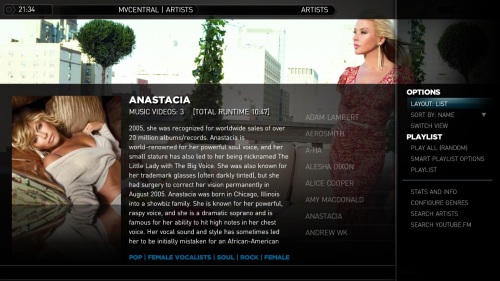 21:34
MVCENTRAL | ARTISTS
ARTISTS
ANASTACIA
MUSIC VIDEOS: 3 [TOTAL RUNTIME 10:47]
2005, she was recognized for worldwide sales of over
20 million albums/records. Anastacia is
world-renowned for her powerful soul voice, and her
small stature has also led to her being nicknamed The
Little Lady with The Big Voice. She was also known for
her trademark glasses (often darkly tinted), but she
had surgery to correct her vision permanently in
August 2005. Anastacia was born in Chicago, Illinois
into a showbiz family. She is known for her powerful,
raspy voice, and she is a dramatic soprano and is
famous for her ability to hit high notes in her chest
voice. Her vocal sound and style has sometimes led
her to be initially mistaken for an African-American
POP | FEMALE VOCALISTS | SOUL | ROCK | FEMALE
ADAM LAMBERT
AEROSMITH
A-HA
ALESHA DIXON
ALICE COOPER
AMY MACDONALD
ANASTACIA
ANDREW WK
OPTIONS
LAYOUT: LIST
SORT BY: NAME
SWITCH VIEW
PLAYLIST
PLAY ALL (RANDOM)
SMART PLAYLIST OPTIONS
PLAYLIST
STATS AND INFO
CONFIGURE GENRES
SEARCH ARTISTS
SEARCH YOUTUBE.FM